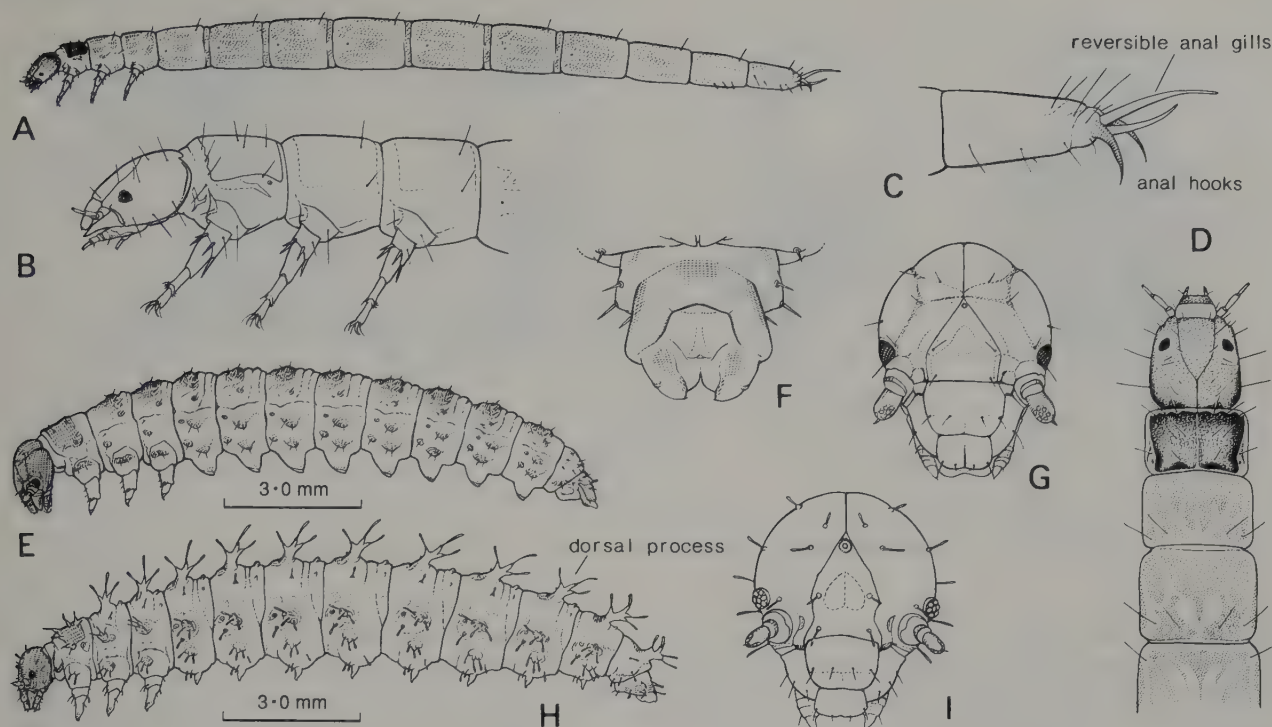 A
B
reversible anal gills
C
anal hooks
D
E
3·0 mm
F
G
H
dorsal process
3·0 mm
I